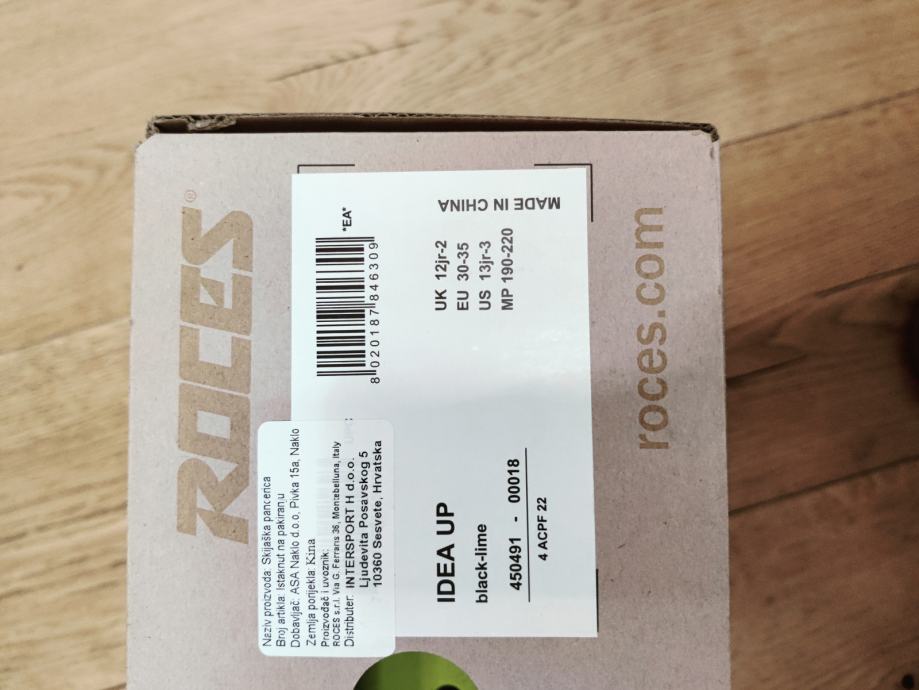 ROCES®
Naziv proizvoda: Skijaška pancerica
Broj artikla: Istaknut na pakiranju
Dobavljač: ASA Naklo d.o.o, Pivka 15a, Naklo
Zemlja porijekla: Kina
Proizvođač i uvoznik:
ROCES s.r.l. Via G. Ferraris 36, Montebelluna, Italy
Distributer: INTERSPORT H d.o.o.
Ljudevita Posavskog 5
10360 Sesvete, Hrvatska
*EA*
8020187846309
IDEA UP
black-lime
450491 - 00018
4 ACPF 22
UK 12jr-2
EU 30-35
US 13jr-3
MP 190-220
MADE IN CHINA
roces.com